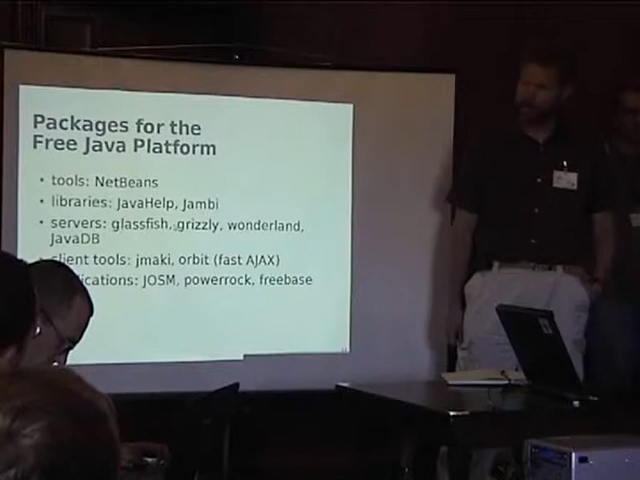 Packages for the
Free Java Platform
• tools: NetBeans
• libraries: JavaHelp, Jambi
• servers: glassfish, grizzly, wonderland,
JavaDB
client tools: jmaki, orbit (fast AJAX)
ications: JOSM, powerrock, freebase